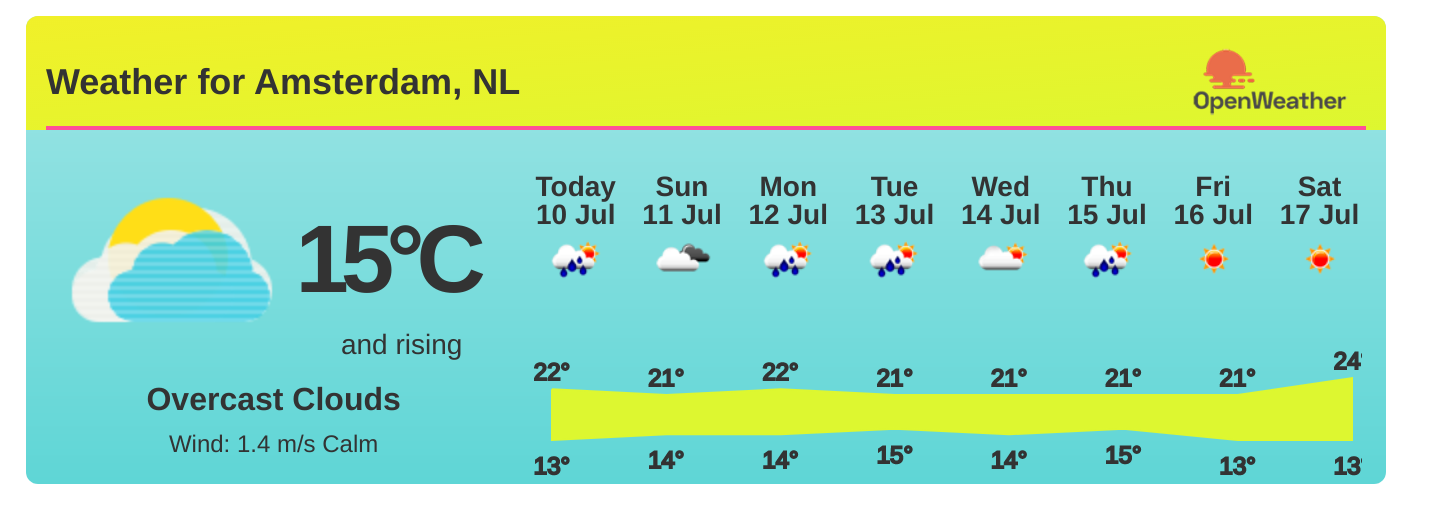 Weather for Amsterdam, NL
OpenWeather
15°C
and rising
Overcast Clouds
Wind: 1.4 m/s Calm
Today Sun Mon Tue Wed Thu Fri Sat
10 Jul 11 Jul 12 Jul 13 Jul 14 Jul 15 Jul 16 Jul 17 Jul
22° 21° 22° 21° 21° 21° 21° 24°
13° 14° 14° 15° 14° 15° 13° 13°